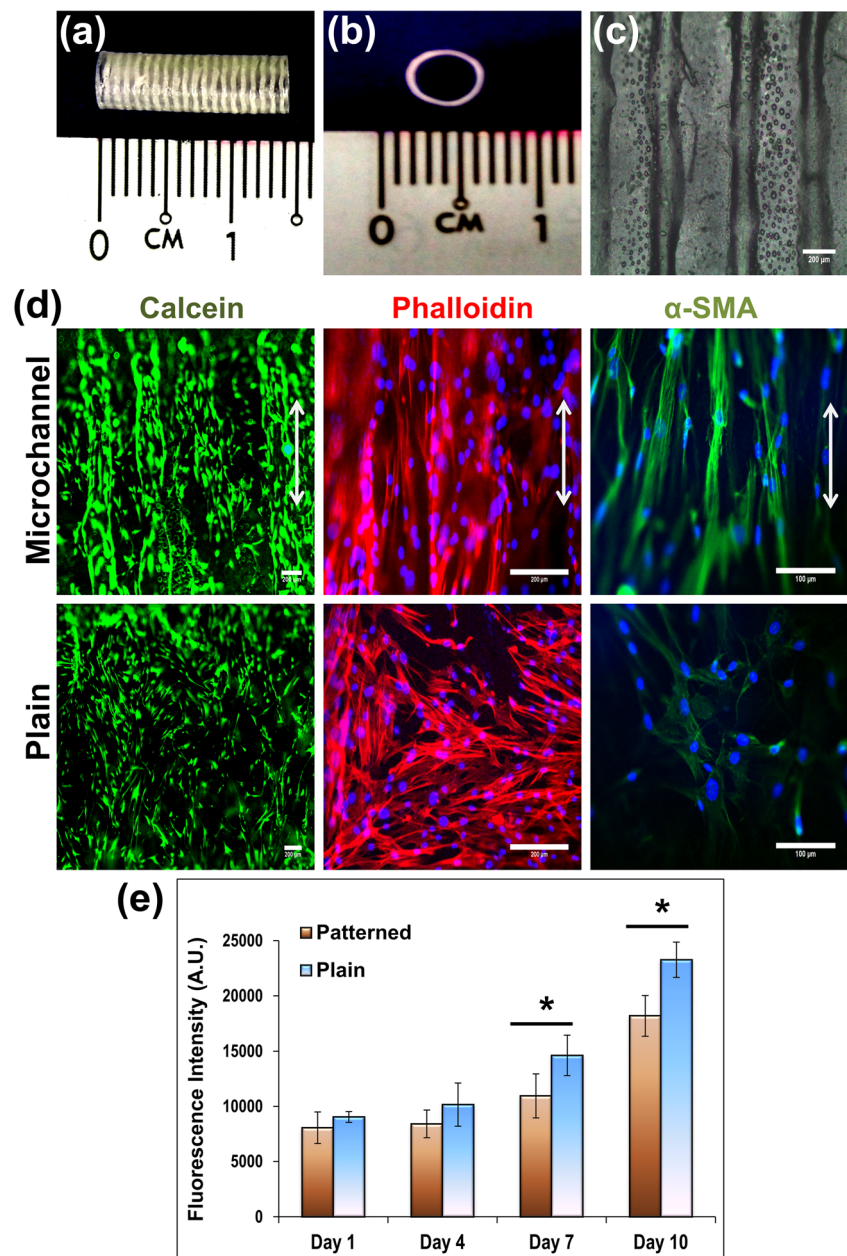 (a)
0 CM 1
(b)
0 CM 1
(c)
200 µm
(d)
Calcein Phalloidin α-SMA
Microchannel
200 µm
200 µm
100 µm
Plain
200 µm
200 µm
100 µm
(e)
Fluorescence Intensity (A.U.)
25000
20000
15000
10000
5000
0
Patterned
Plain
*
*
Day 1 Day 4 Day 7 Day 10